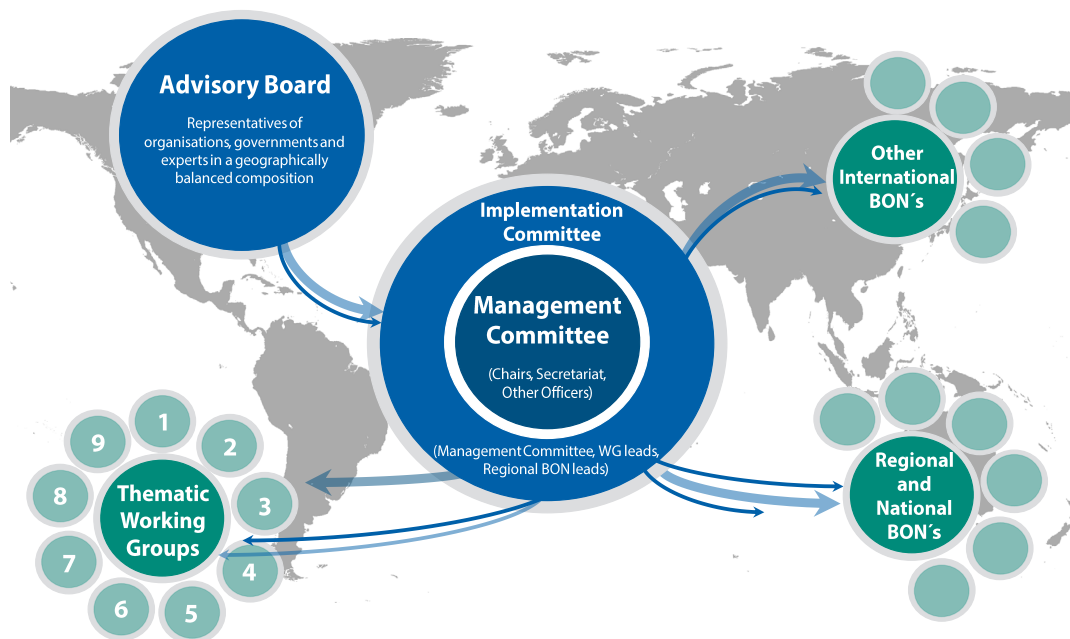 Advisory Board
Representatives of
organisations, governments and
experts in a geographically
balanced composition
Other
International
BON´s
Implementation
Committee
Management
Committee
(Chairs, Secretariat,
Other Officers)
(Management Committee, WG leads,
Regional BON leads)
Thematic
Working
Groups
1
2
3
4
5
6
7
8
9
Regional
and
National
BON´s